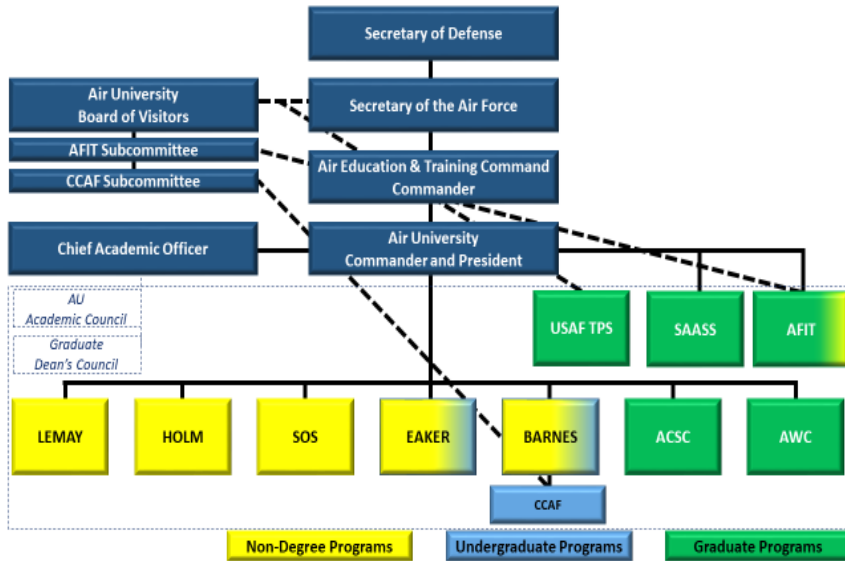 Secretary of Defense
Air University
Board of Visitors
Secretary of the Air Force
AFIT Subcommittee
CCAF Subcommittee
Air Education & Training Command
Commander
Chief Academic Officer
Air University
Commander and President
AU
Academic Council
Graduate
Dean's Council
USAF TPS
SAASS
AFIT
LEMAY
HOLM
SOS
EAKER
BARNES
ACSC
AWC
CCAF
Non-Degree Programs
Undergraduate Programs
Graduate Programs